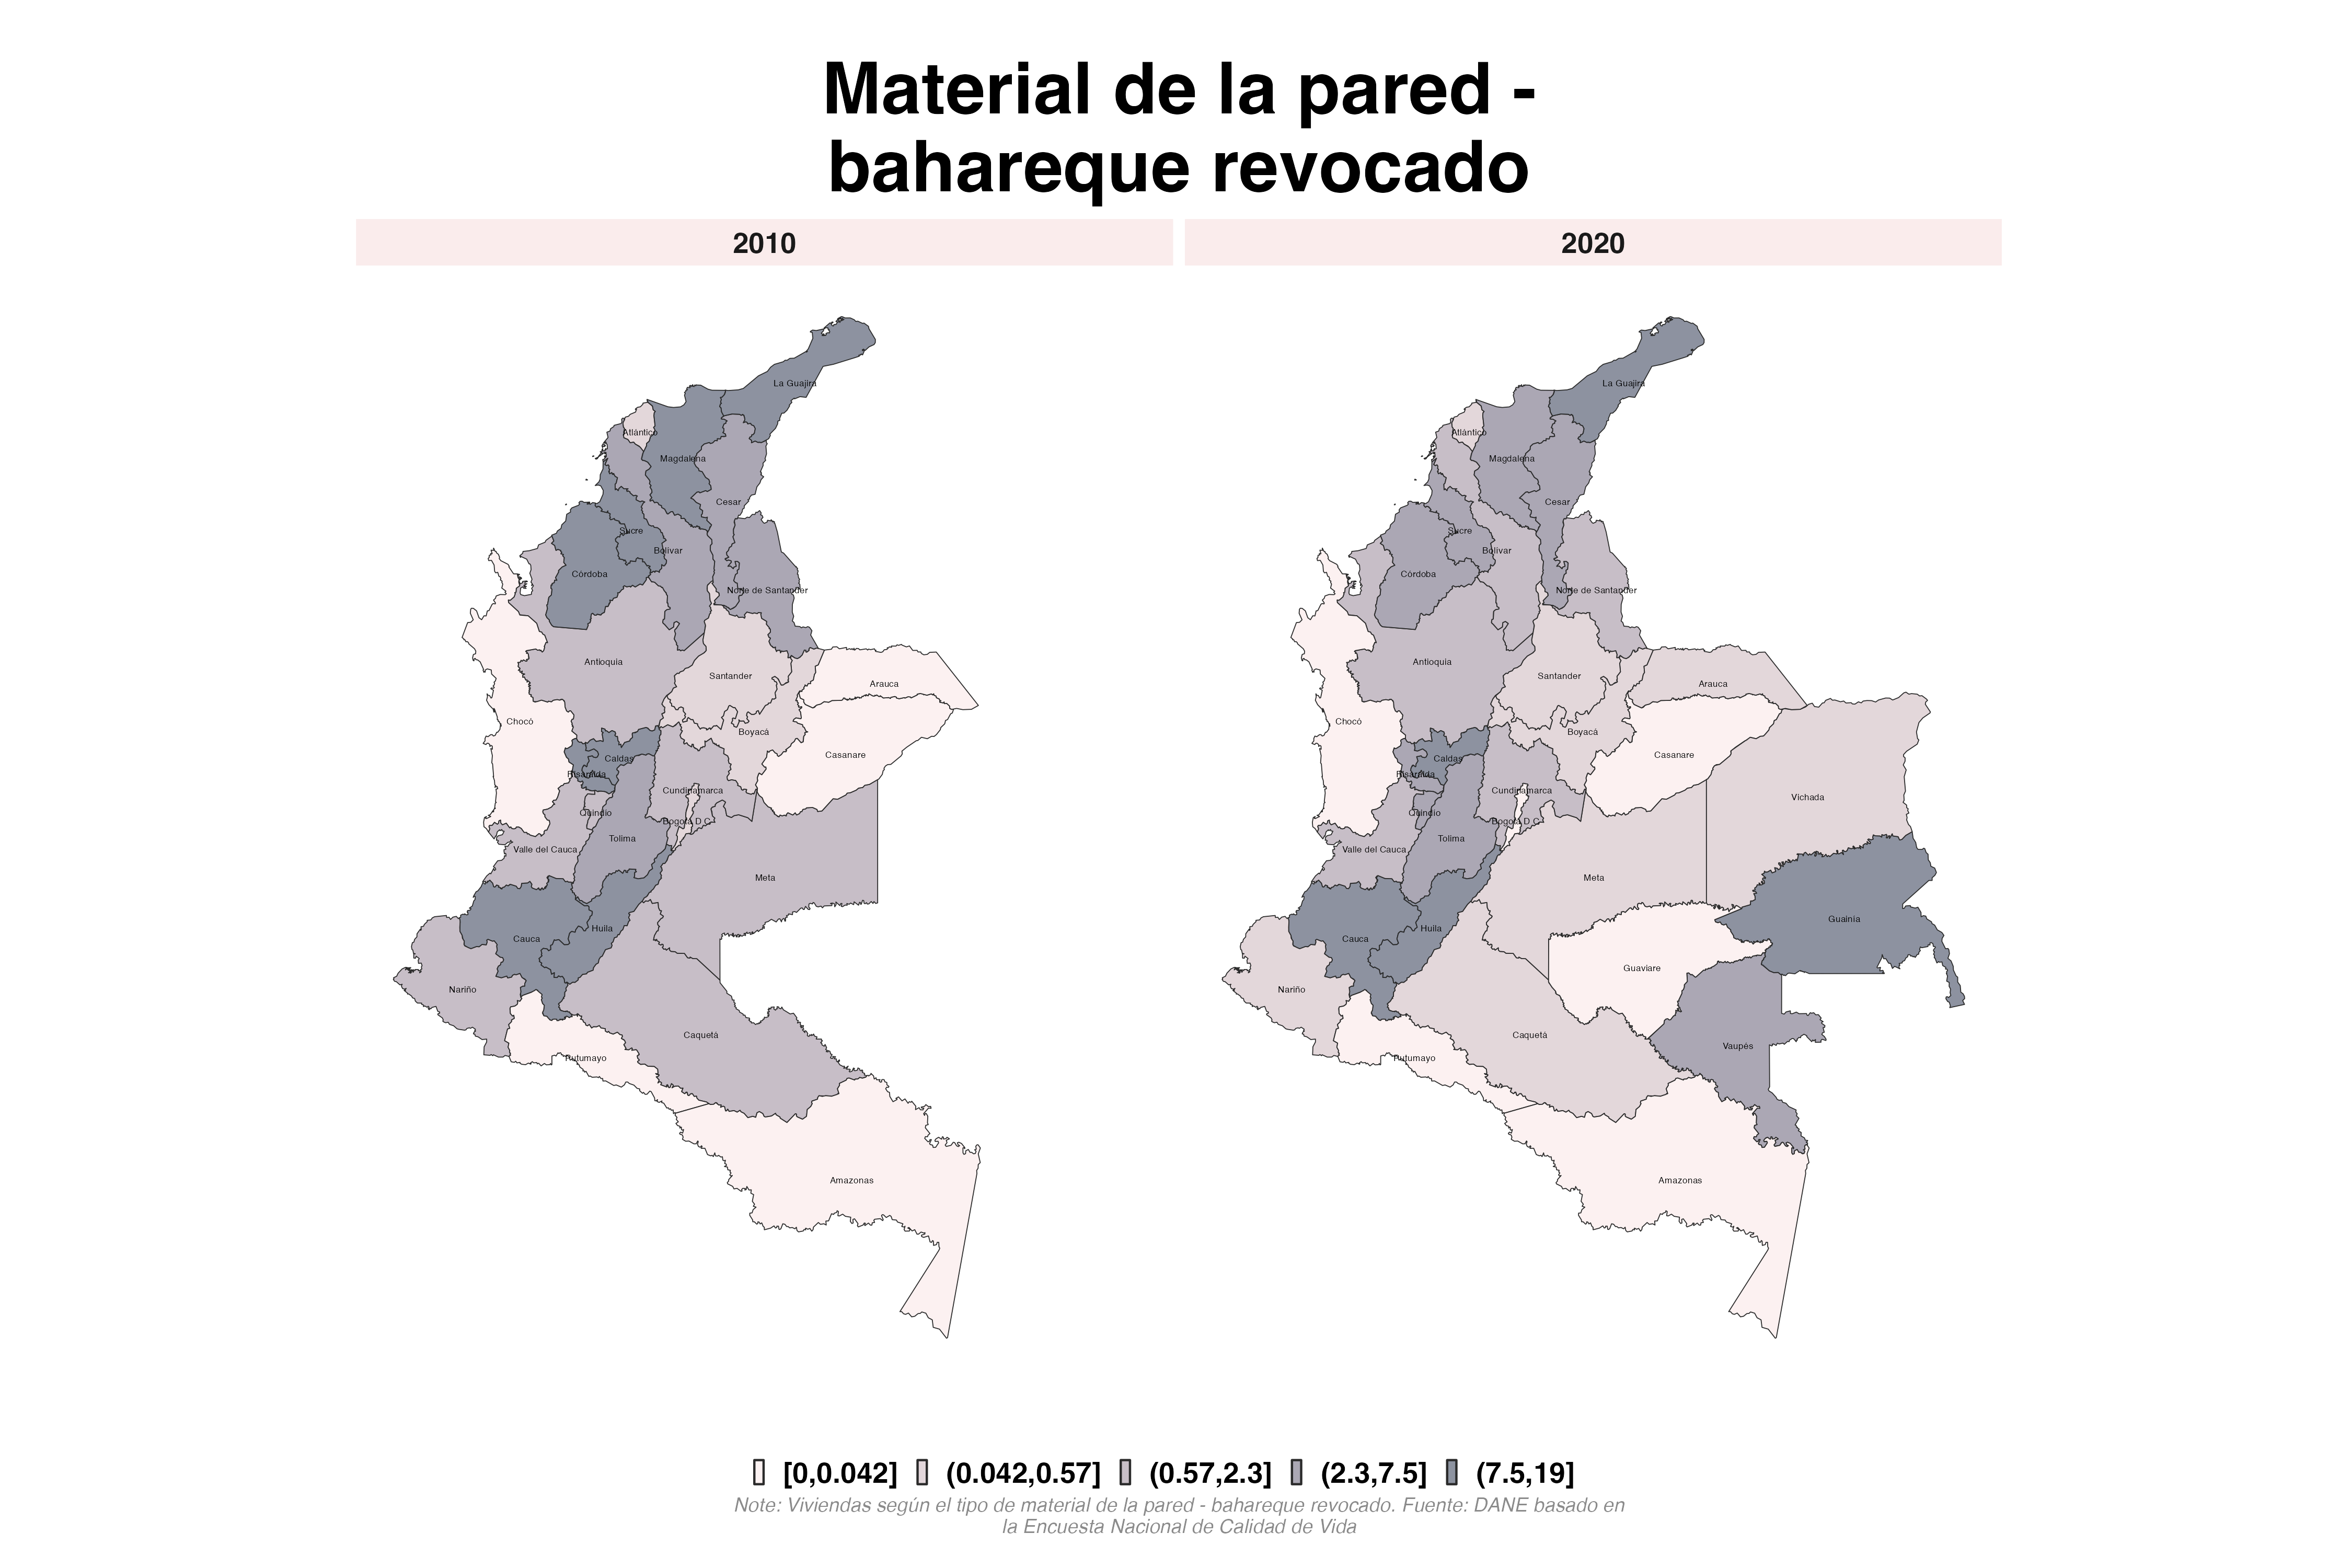 Material de la pared -
bahareque revocado
2010
2020
La Guajira
Atlántico
Magdalena
Cesar
Sucre
Bolívar
Córdoba
Norte de Santander
Antioquia
Santander
Arauca
Chocó
Boyacá
Casanare
Caldas
Risaralda
Cundinamarca
Quindío
Bogotá D.C.
Tolima
Valle del Cauca
Meta
Huila
Cauca
Nariño
Caquetá
Putumayo
Amazonas
La Guajira
Atlántico
Magdalena
Cesar
Sucre
Bolívar
Córdoba
Norte de Santander
Antioquia
Santander
Arauca
Chocó
Boyacá
Casanare
Caldas
Risaralda
Cundinamarca
Vichada
Quindío
Bogotá D.C.
Tolima
Valle del Cauca
Meta
Guainía
Huila
Cauca
Guaviare
Nariño
Caquetá
Vaupés
Putumayo
Amazonas
[0,0.042] (0.042,0.57] (0.57,2.3] (2.3,7.5] (7.5,19]
Note: Viviendas según el tipo de material de la pared - bahareque revocado. Fuente: DANE basado en
la Encuesta Nacional de Calidad de Vida